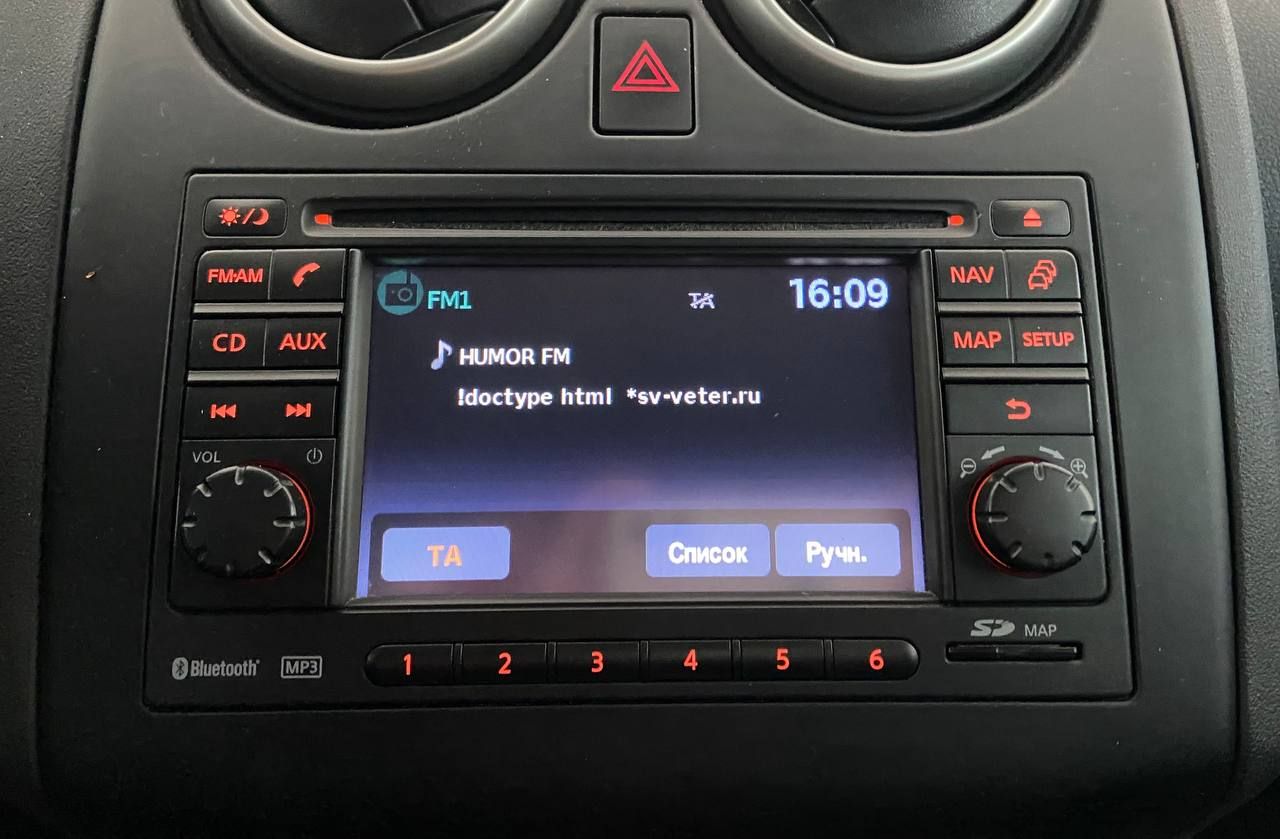 FM·AM
NAV
FM1
TA
16:09
CD
AUX
HUMOR FM
MAP
SETUP
!doctype html *sv-veter.ru
VOL
TA
Список
Ручн.
SD MAP
Bluetooth
MP3
1 2 3 4 5 6